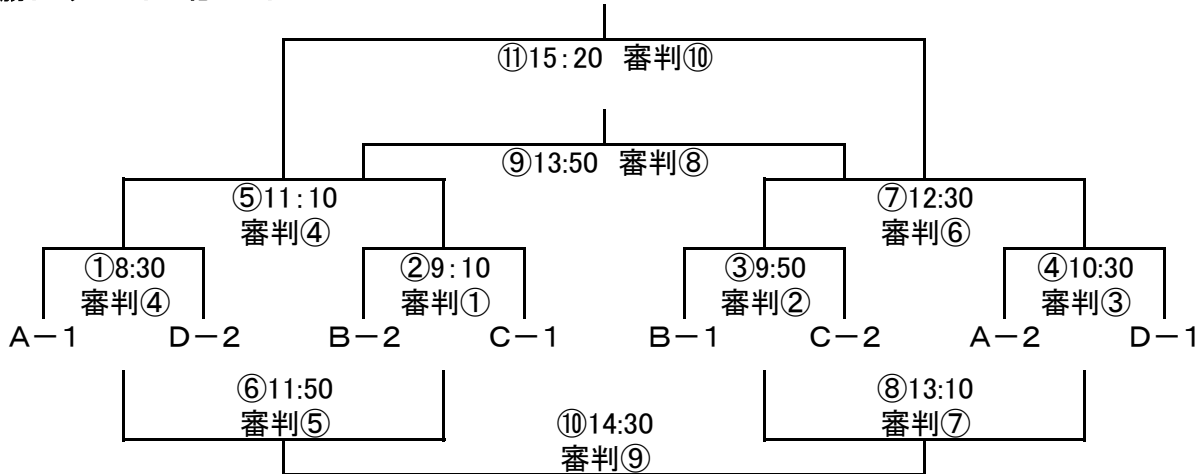 ⑪15：20 審判⑩
⑨13:50 審判⑧
⑤11：10
審判④
⑦12:30
審判⑥
①8:30
審判④
②9：10
審判①
③9:50
審判②
④10:30
審判③
A－1 D－2 B－2 C－1 B－1 C－2 A－2 D－1
⑥11:50
審判⑤
⑧13:10
審判⑦
⑩14:30
審判⑨